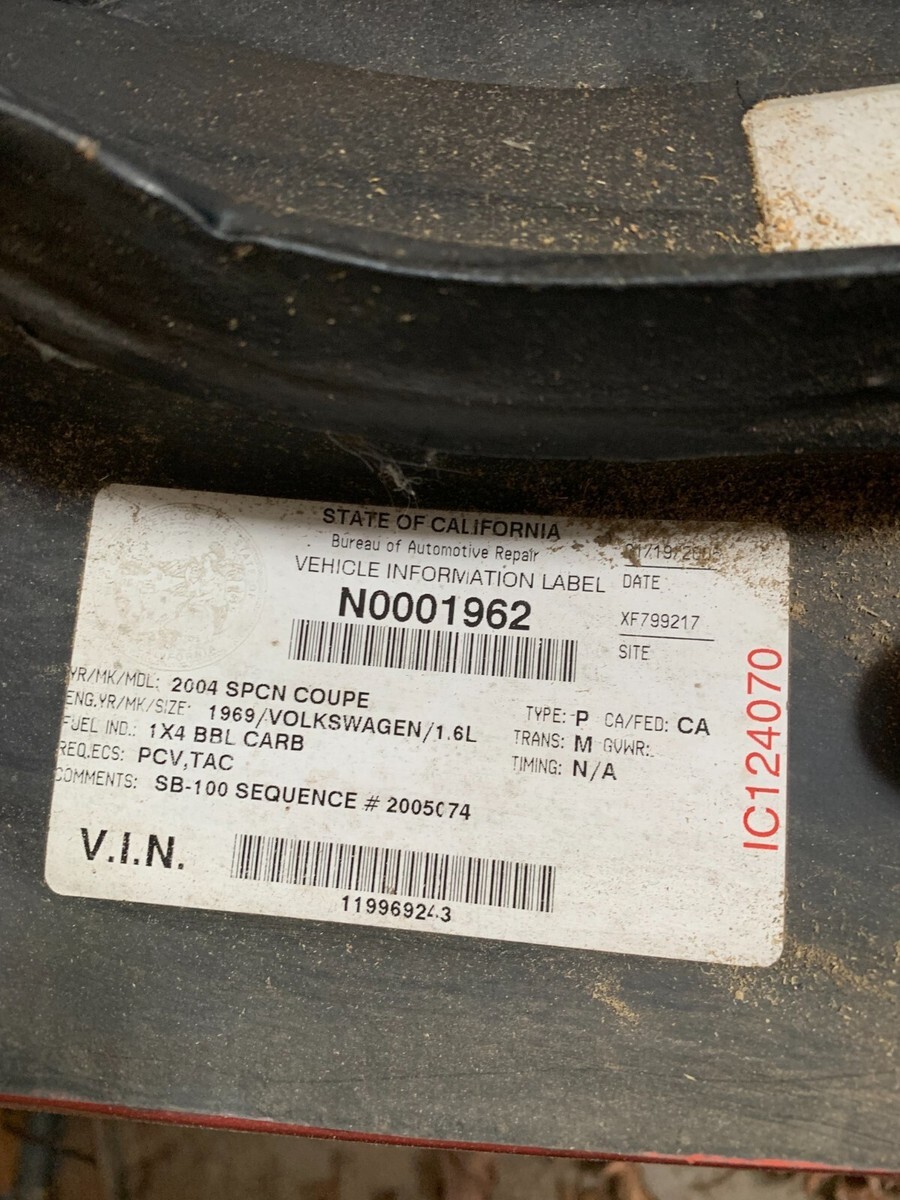 STATE OF CALIFORNIA
Bureau of Automotive Repair
VEHICLE INFORMATION LABEL
N0001962
DATE
XF799217
SITE
YR/MK/MDL: 2004 SPCN COUPE
ENG.YR/MK/SIZE: 1969/VOLKSWAGEN/1.6L
FUEL IND.: 1X4 BBL CARB
REQ.ECS: PCV,TAC
COMMENTS: SB-100 SEQUENCE # 2005074
TYPE: P CA/FED: CA
TRANS: M GVWR:
TIMING: N/A
IC124070
V.I.N.
119969243